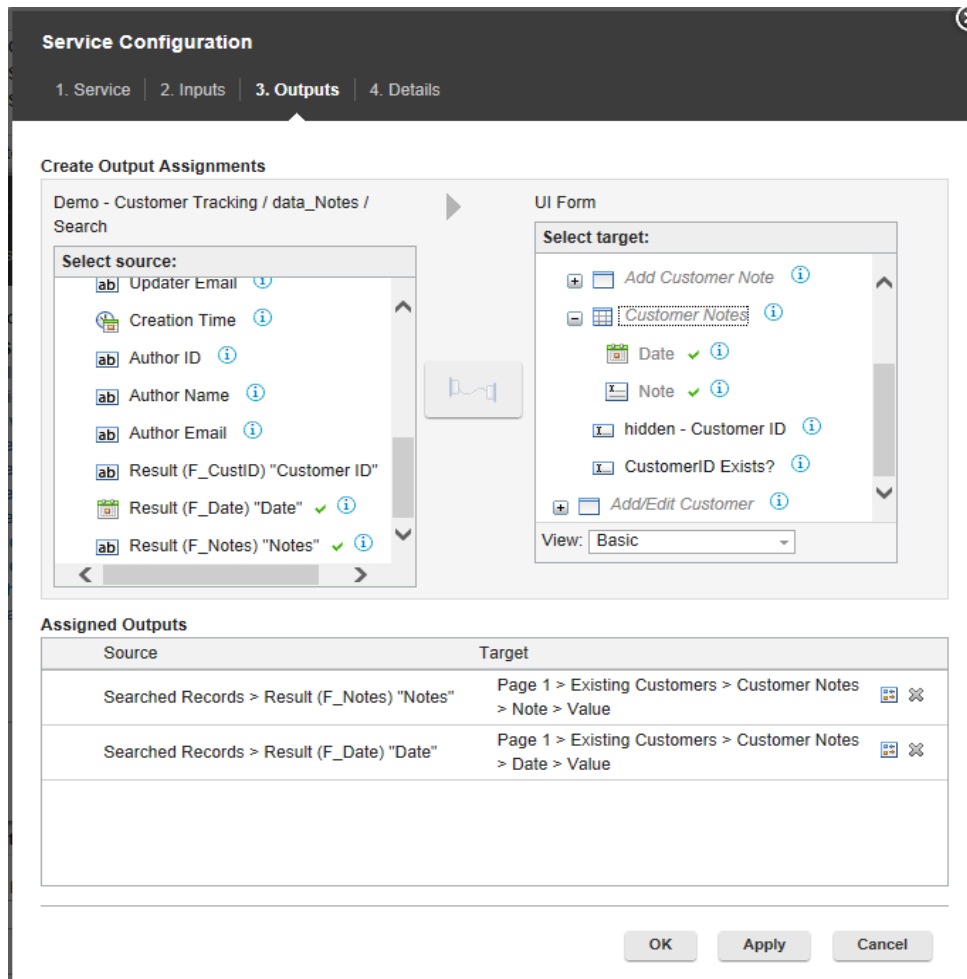 Service Configuration
1. Service
2. Inputs
3. Outputs
4. Details
Create Output Assignments
Demo - Customer Tracking / data_Notes /
Search
Select source:
Updater Email
Creation Time
Author ID
Author Name
Author Email
Result (F_CustID) "Customer ID"
Result (F_Date) "Date"
Result (F_Notes) "Notes"
UI Form
Select target:
Add Customer Note
Customer Notes
Date
Note
hidden - Customer ID
CustomerID Exists?
Add/Edit Customer
View: Basic
Assigned Outputs
Source Target
Searched Records > Result (F_Notes) "Notes"
Page 1 > Existing Customers > Customer Notes
> Note > Value
Searched Records > Result (F_Date) "Date"
Page 1 > Existing Customers > Customer Notes
> Date > Value
OK
Apply
Cancel